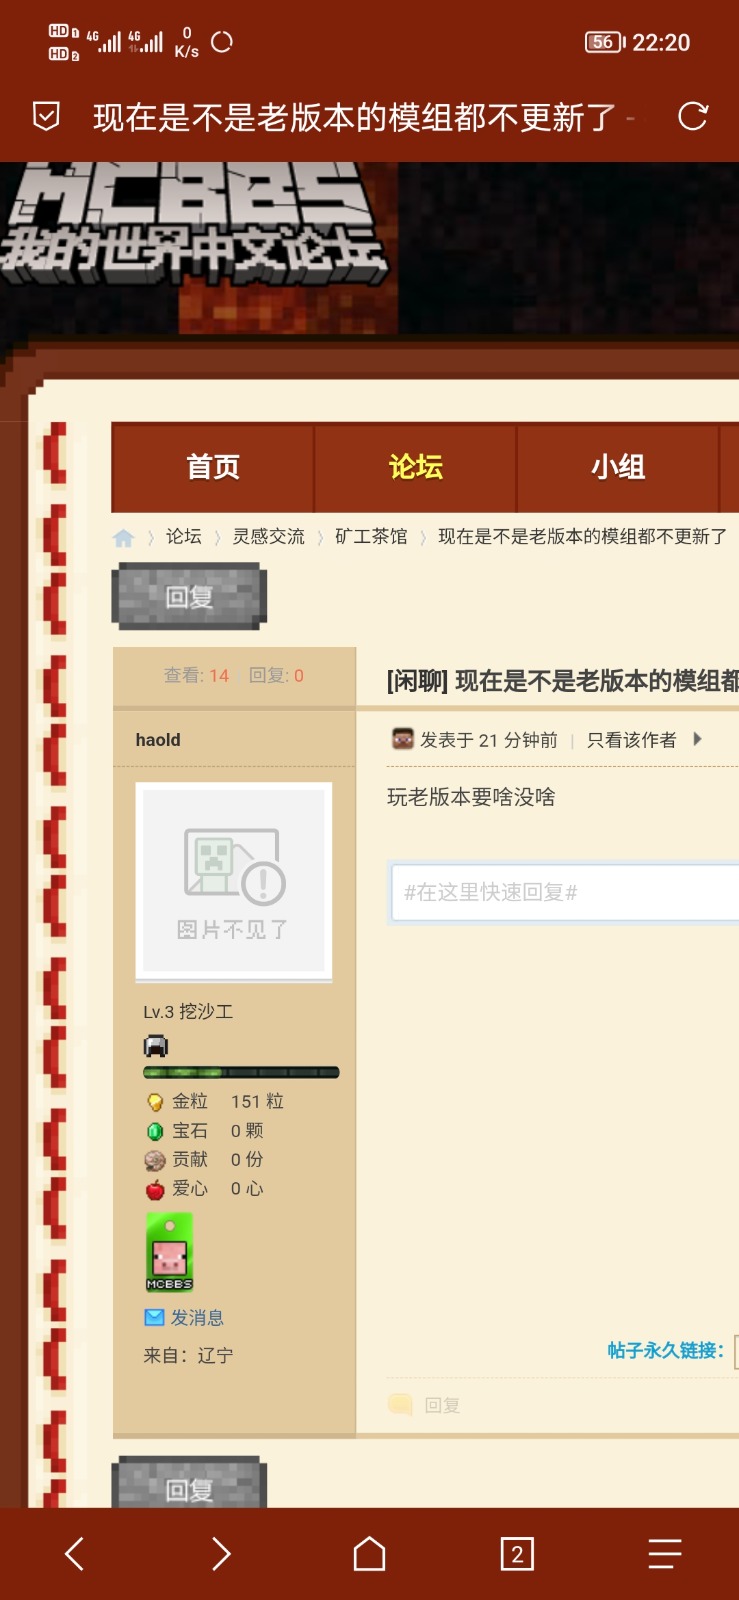 HD 1 4G 4G 0 56 22:20
HD 2 K/s
现在是不是老版本的模组都不更新了 -
MCBBS
我的世界中文论坛
首页 论坛 小组
论坛 灵感交流 矿工茶馆 现在是不是老版本的模组都不更新了
回复
查看: 14 回复: 0
[闲聊] 现在是不是老版本的模组都
haold
发表于 21 分钟前 | 只看该作者
玩老版本要啥没啥
#在这里快速回复#
图片不见了
Lv.3 挖沙工
金粒 151 粒
宝石 0 颗
贡献 0 份
爱心 0 心
MCBBS
发消息
来自：辽宁
帖子永久链接：
回复
回复
2